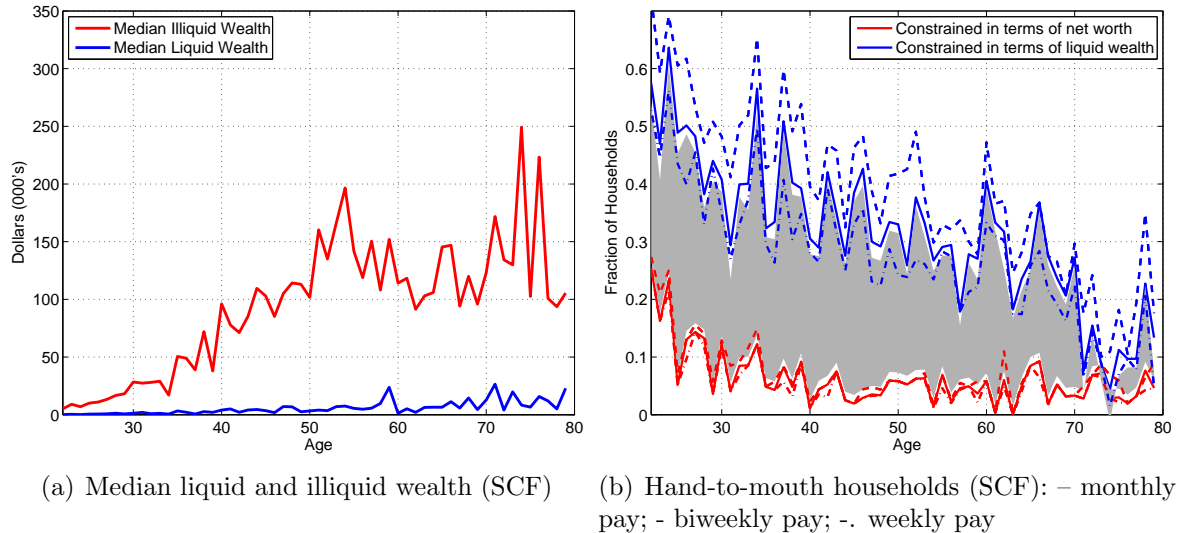 350
300
250
200
150
100
50
0
Dollars (000's)
Median Illiquid Wealth
Median Liquid Wealth
30 40 50 60 70 80
Age
(a) Median liquid and illiquid wealth (SCF)
0.6
0.5
0.4
0.3
0.2
0.1
0
Fraction of Households
Constrained in terms of net worth
Constrained in terms of liquid wealth
30 40 50 60 70 80
Age
(b) Hand-to-mouth households (SCF): – monthly
pay; - biweekly pay; -. weekly pay